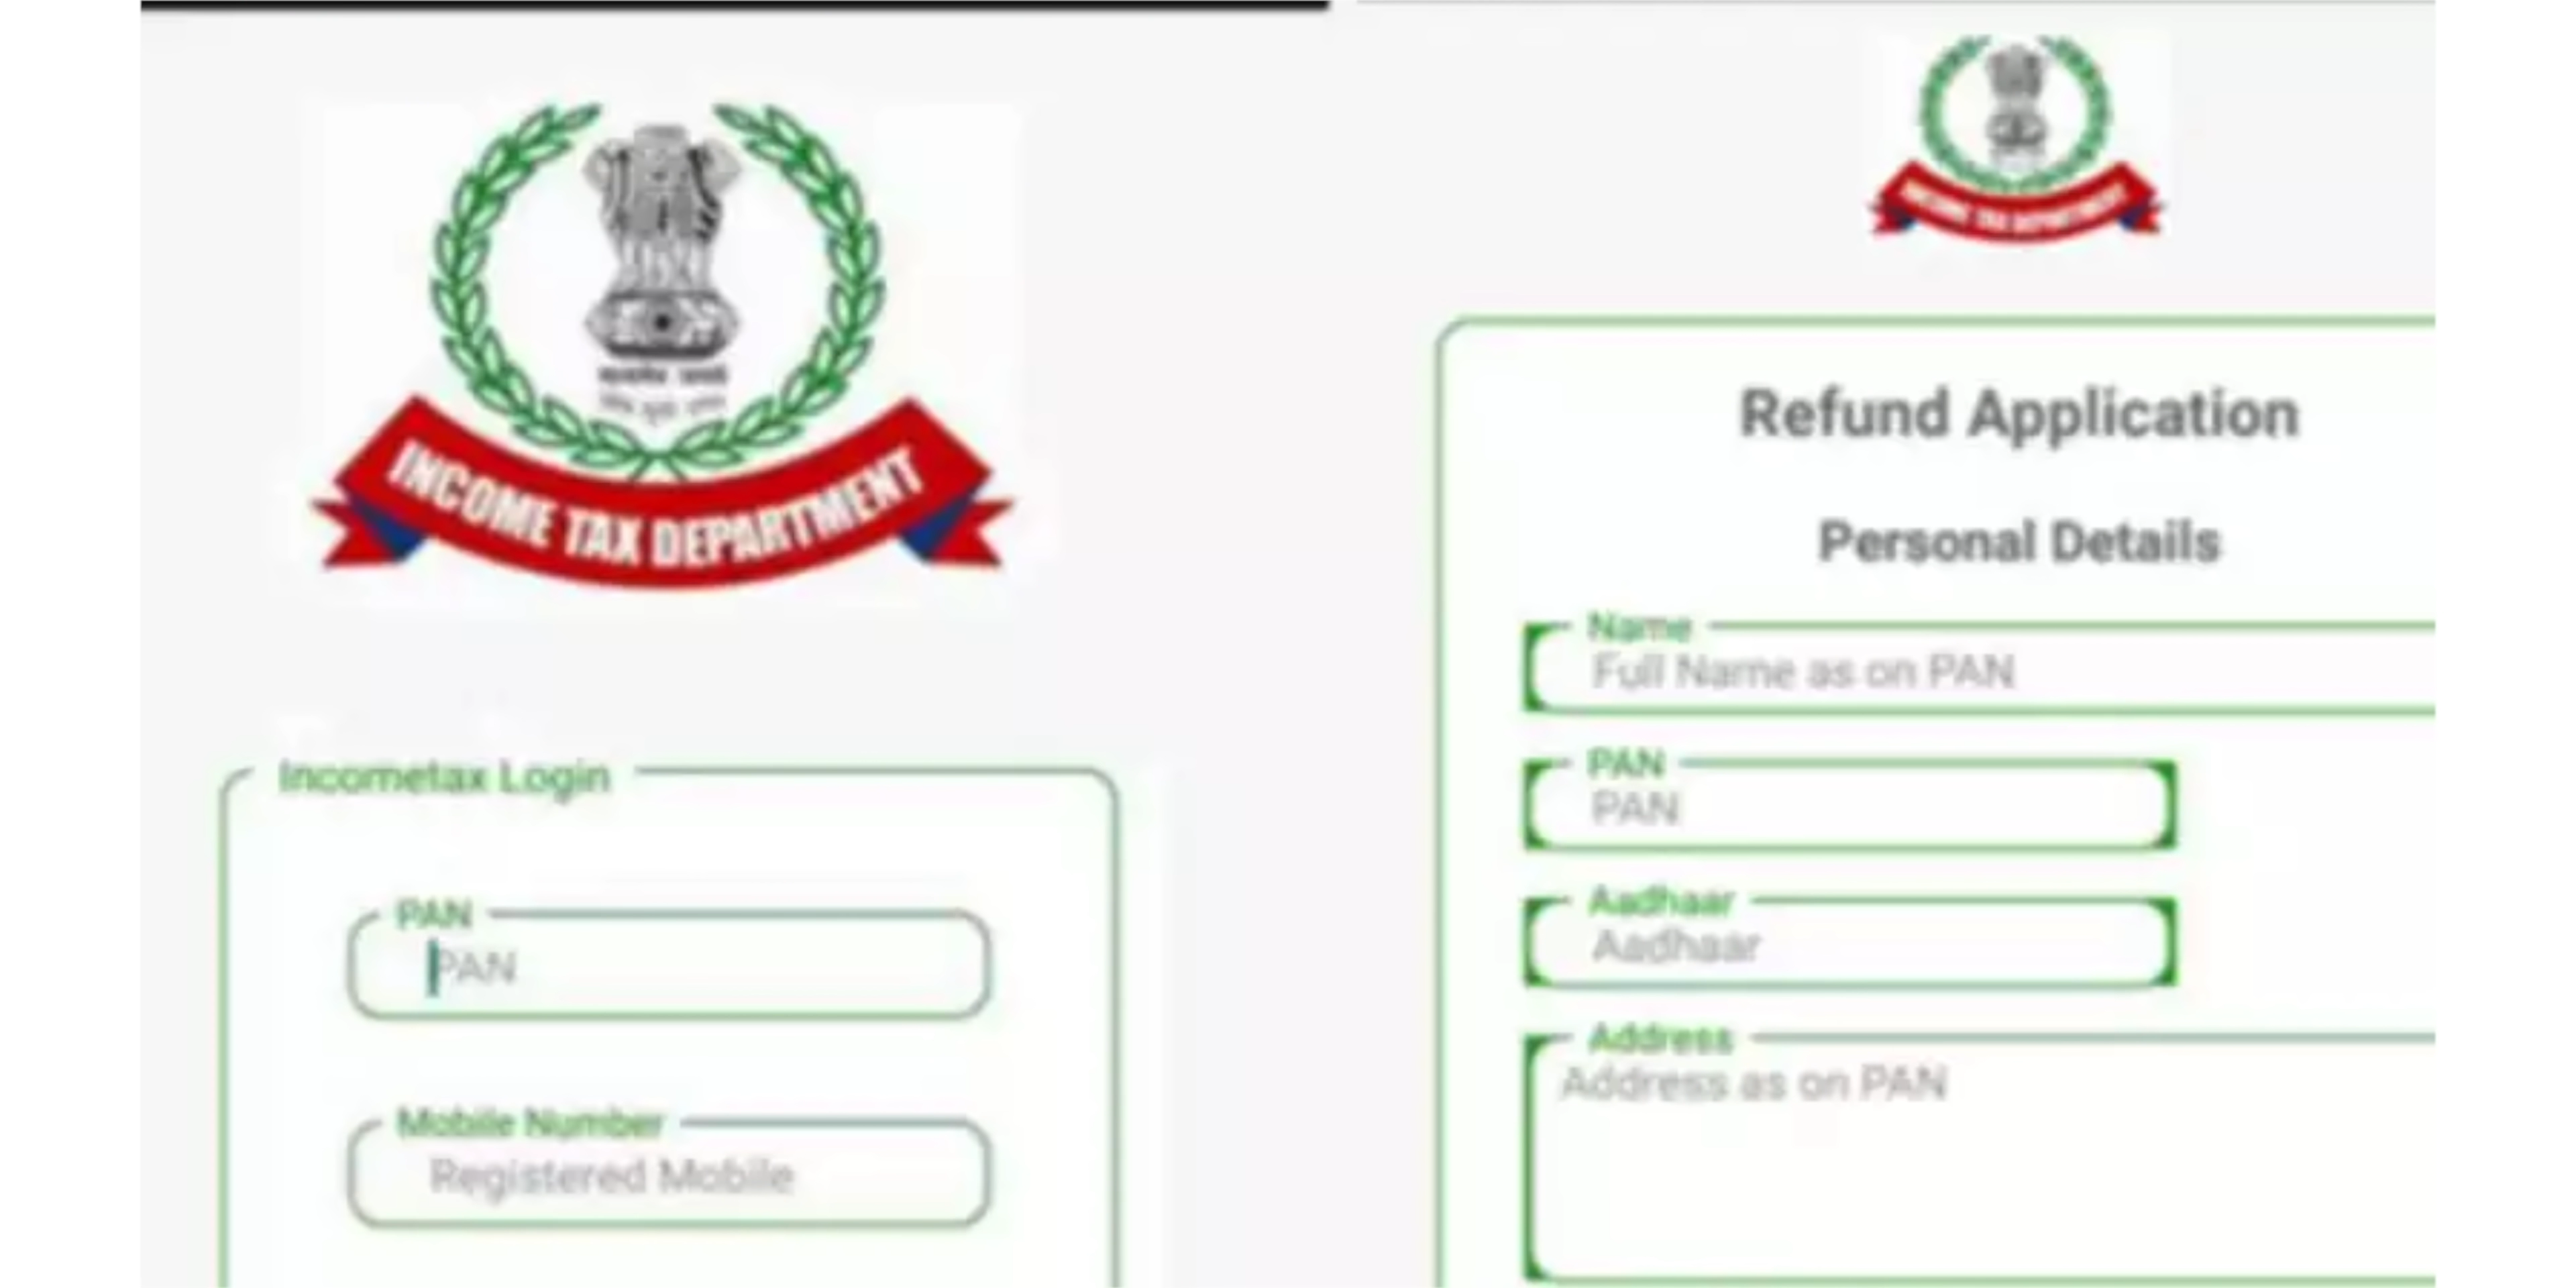 INCOME TAX DEPARTMENT
Incometax Login
PAN
PAN
Mobile Number
Registered Mobile
INCOME TAX DEPARTMENT
Refund Application
Personal Details
Name
Full Name as on PAN
PAN
PAN
Aadhaar
Aadhaar
Address
Address as on PAN